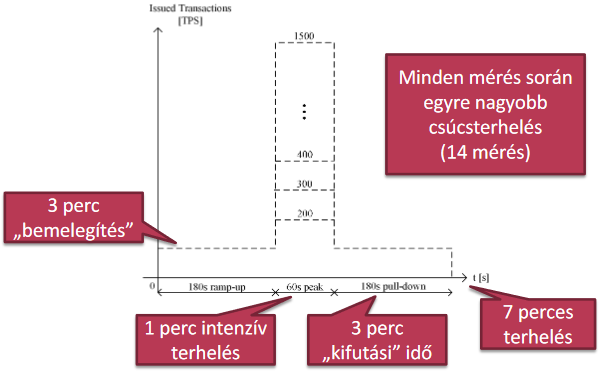 Issued Transactions
[TPS]
1500
⋮
400
300
200
0
180s ramp-up
60s peak
180s pull-down
t [s]
Minden mérés során
egyre nagyobb
csúcsterhelés
(14 mérés)
3 perc
„bemelegítés”
1 perc intenzív
terhelés
3 perc
„kifutási” idő
7 perces
terhelés